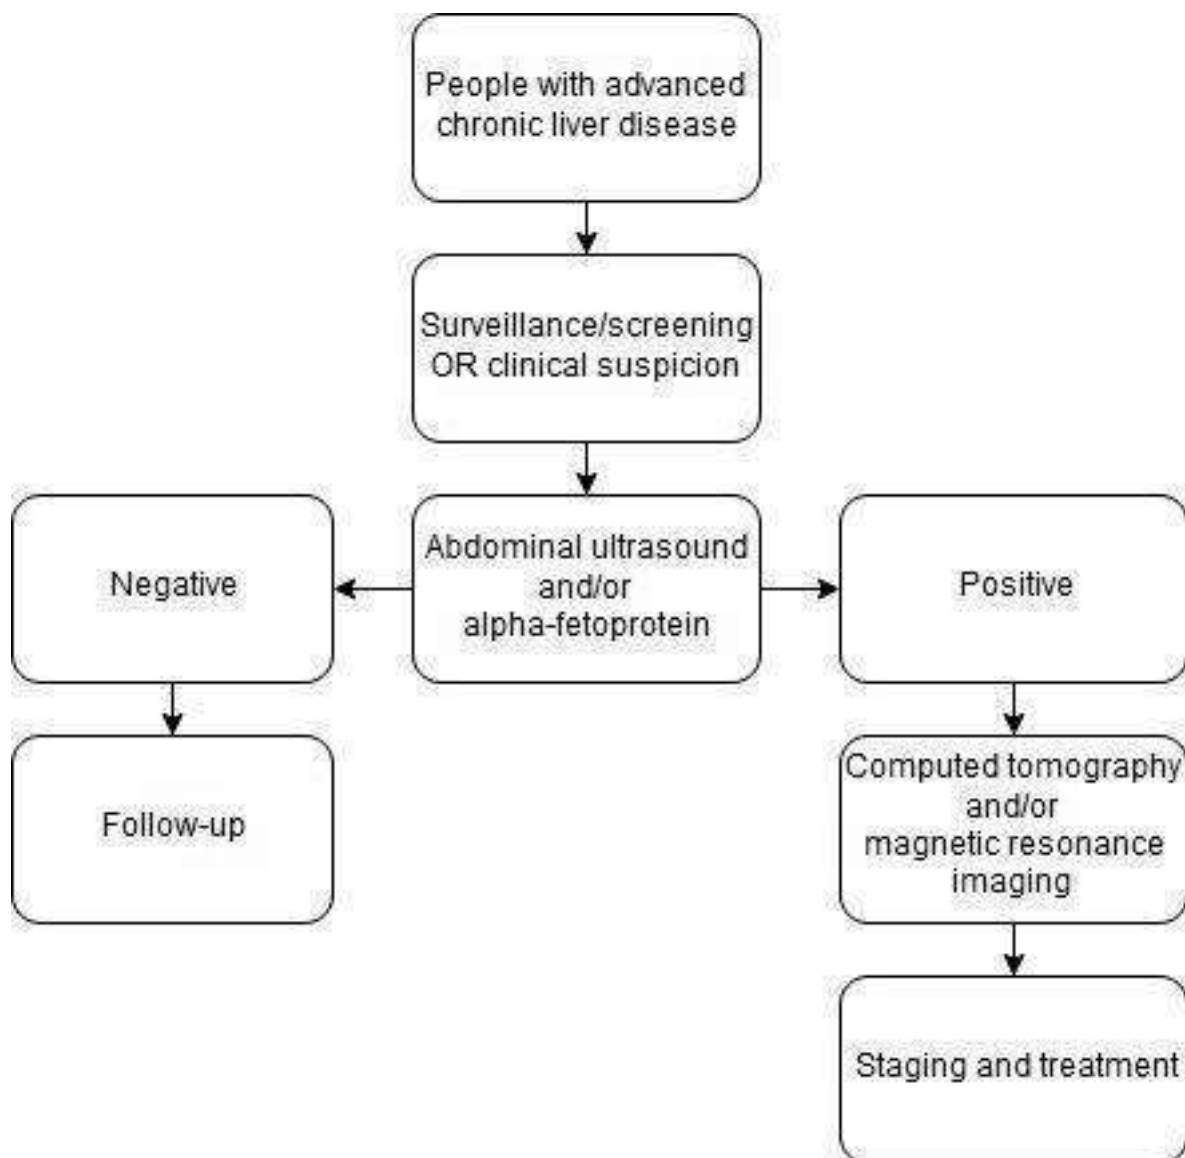 People with advanced
chronic liver disease
Surveillance/screening
OR clinical suspicion
Negative
Abdominal ultrasound
and/or
alpha-fetoprotein
Positive
Follow-up
Computed tomography
and/or
magnetic resonance
imaging
Staging and treatment